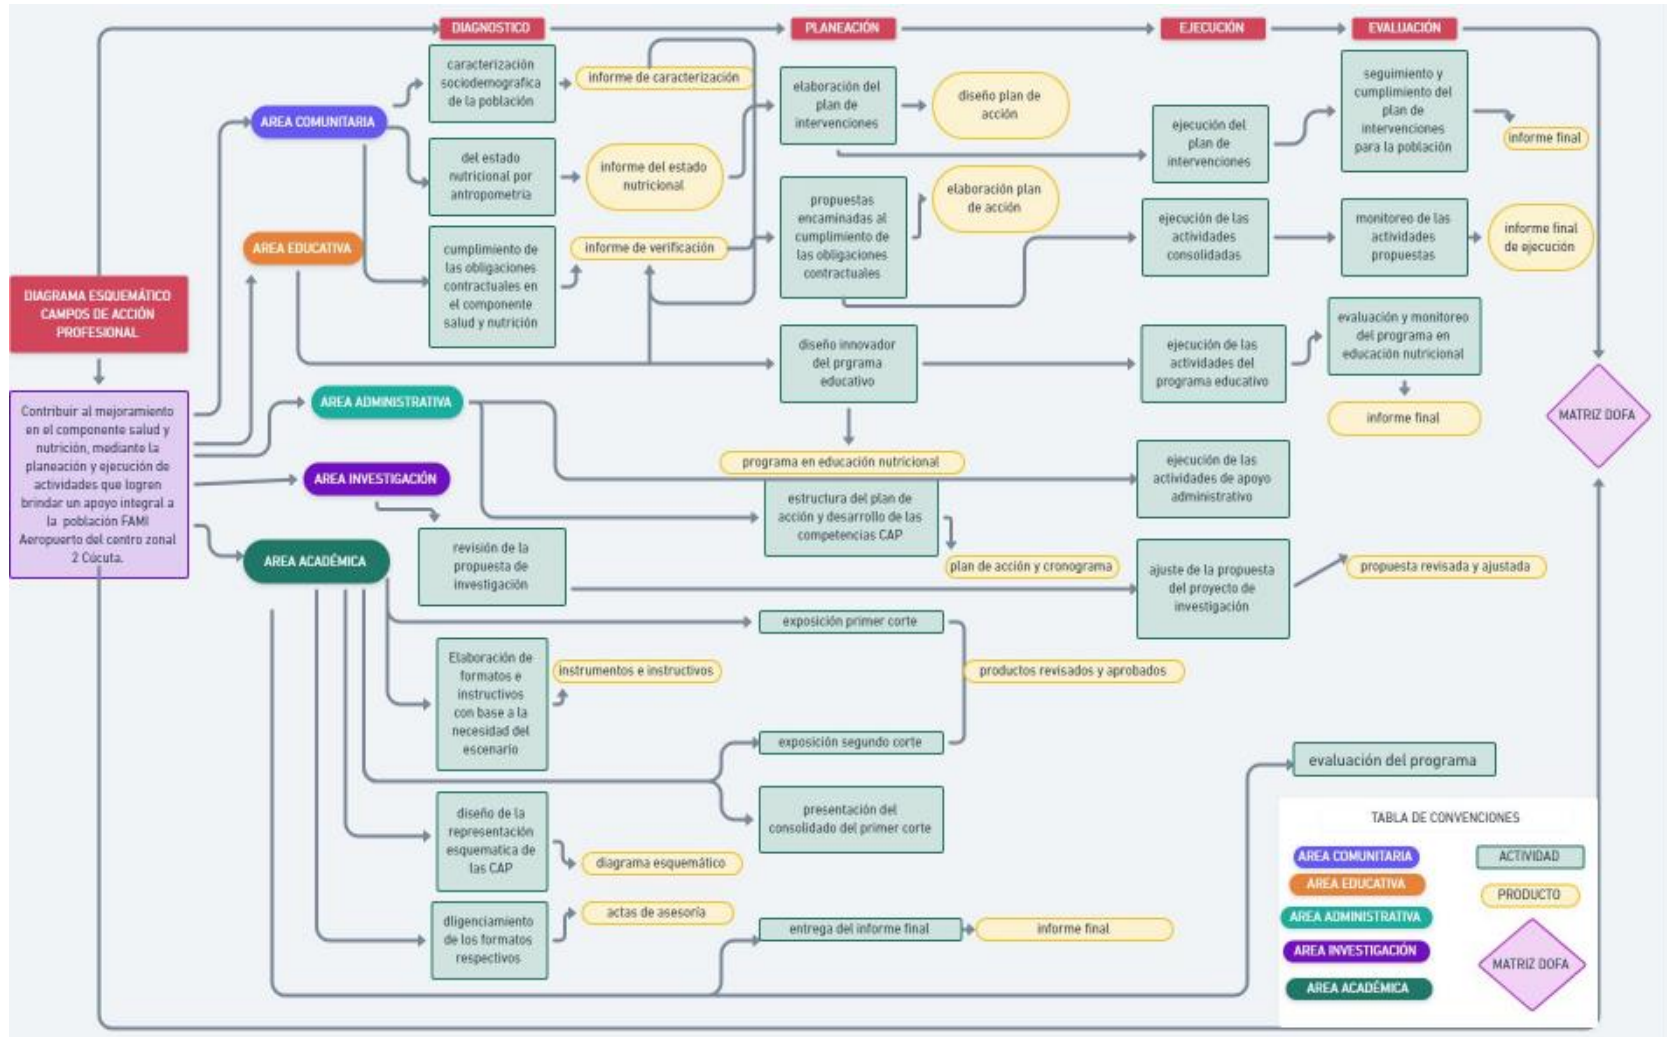 DIAGNOSTICO
PLANEACIÓN
EJECUCIÓN
EVALUACIÓN
DIAGRAMA ESQUEMÁTICO
CAMPOS DE ACCIÓN
PROFESIONAL
Contribuir al mejoramiento
en el componente salud y
nutrición, mediante la
planeación y ejecución de
actividades que logren
brindar un apoyo integral a
la población FAMI
Aeropuerto del centro zonal
2 Cúcuta.
AREA COMUNITARIA
caracterización
sociodemografica
de la población
informe de caracterización
del estado
nutricional por
antropometria
informe del estado
nutricional
cumplimiento de
las obligaciones
contractuales en
el componente
salud y nutrición
informe de verificación
elaboración del
plan de
intervenciones
diseño plan de
acción
propuestas
encaminadas al
cumplimiento de
las obligaciones
contractuales
elaboración plan
de acción
ejecución del
plan de
intervenciones
ejecución de las
actividades
consolidadas
seguimiento y
cumplimiento del
plan de
intervenciones
para la población
informe final
monitoreo de las
actividades
propuestas
informe final
de ejecución
AREA EDUCATIVA
diseño innovador
del prgrama
educativo
programa en educación nutricional
ejecución de las
actividades del
programa educativo
evaluación y monitoreo
del programa en
educación nutricional
informe final
MATRIZ DOFA
AREA ADMINISTRATIVA
estructura del plan de
acción y desarrollo de las
competencias CAP
plan de acción y cronograma
ejecución de las
actividades de apoyo
administrativo
AREA INVESTIGACIÓN
revisión de la
propuesta de
investigación
ajuste de la propuesta
del proyecto de
investigación
propuesta revisada y ajustada
AREA ACADÉMICA
exposición primer corte
Elaboración de
formatos e
instructivos
con base a la
necesidad del
escenario
instrumentos e instructivos
productos revisados y aprobados
exposición segundo corte
presentación del
consolidado del primer corte
diseño de la
representación
esquematica de
las CAP
diagrama esquemático
dligenciamiento
de los formatos
respectivos
actas de asesoría
entrega del informe final
informe final
evaluación del programa
TABLA DE CONVENCIONES
AREA COMUNITARIA
AREA EDUCATIVA
AREA ADMINISTRATIVA
AREA INVESTIGACIÓN
AREA ACADÉMICA
ACTIVIDAD
PRODUCTO
MATRIZ DOFA